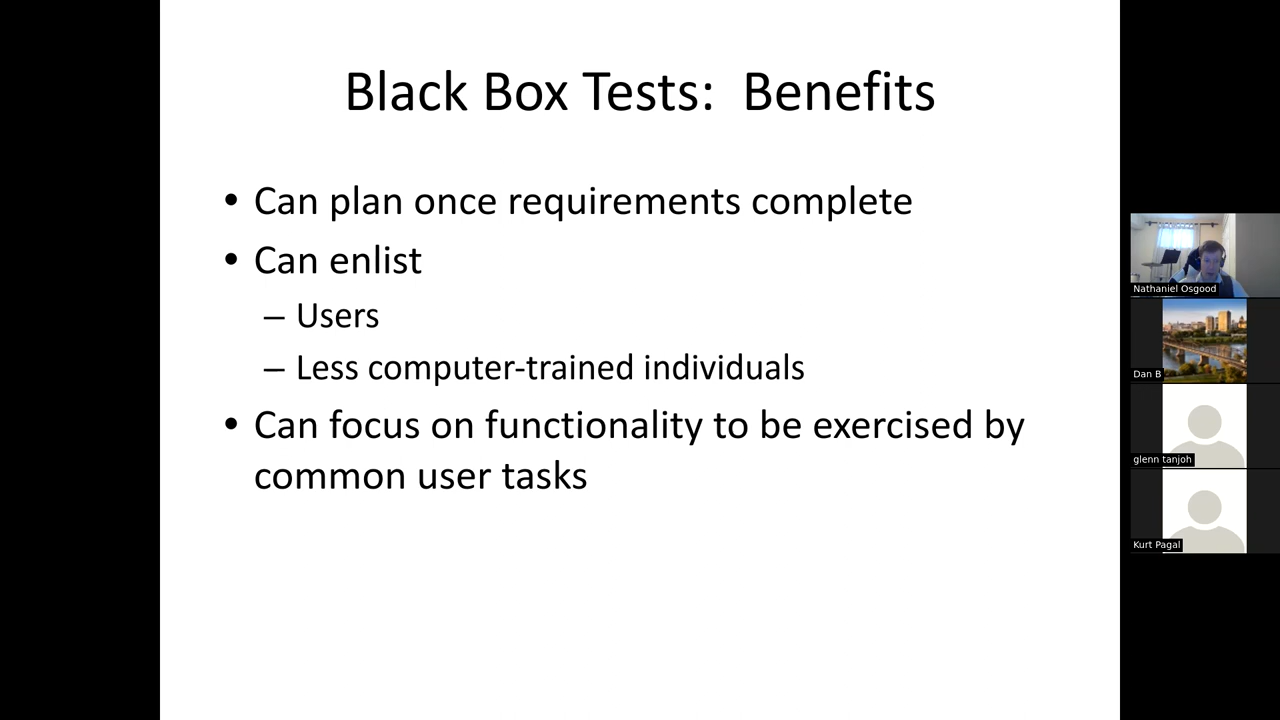 Black Box Tests:  Benefits
• Can plan once requirements complete
• Can enlist
– Users
– Less computer-trained individuals
• Can focus on functionality to be exercised by
common user tasks
Nathaniel Osgood
Dan B
glenn tanjoh
Kurt Pagal